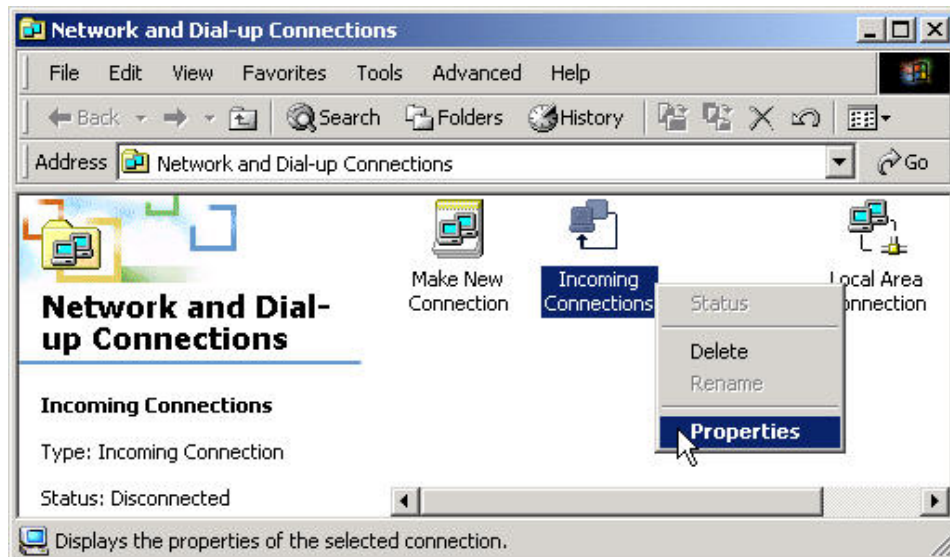 Network and Dial-up Connections
File Edit View Favorites Tools Advanced Help
Back Search Folders History
Address Network and Dial-up Connections Go
Make New
Connection
Incoming
Connections
Local Area
onnection
Status
Delete
Rename
Properties
Network and Dial-
up Connections
Incoming Connections
Type: Incoming Connection
Status: Disconnected
Displays the properties of the selected connection.